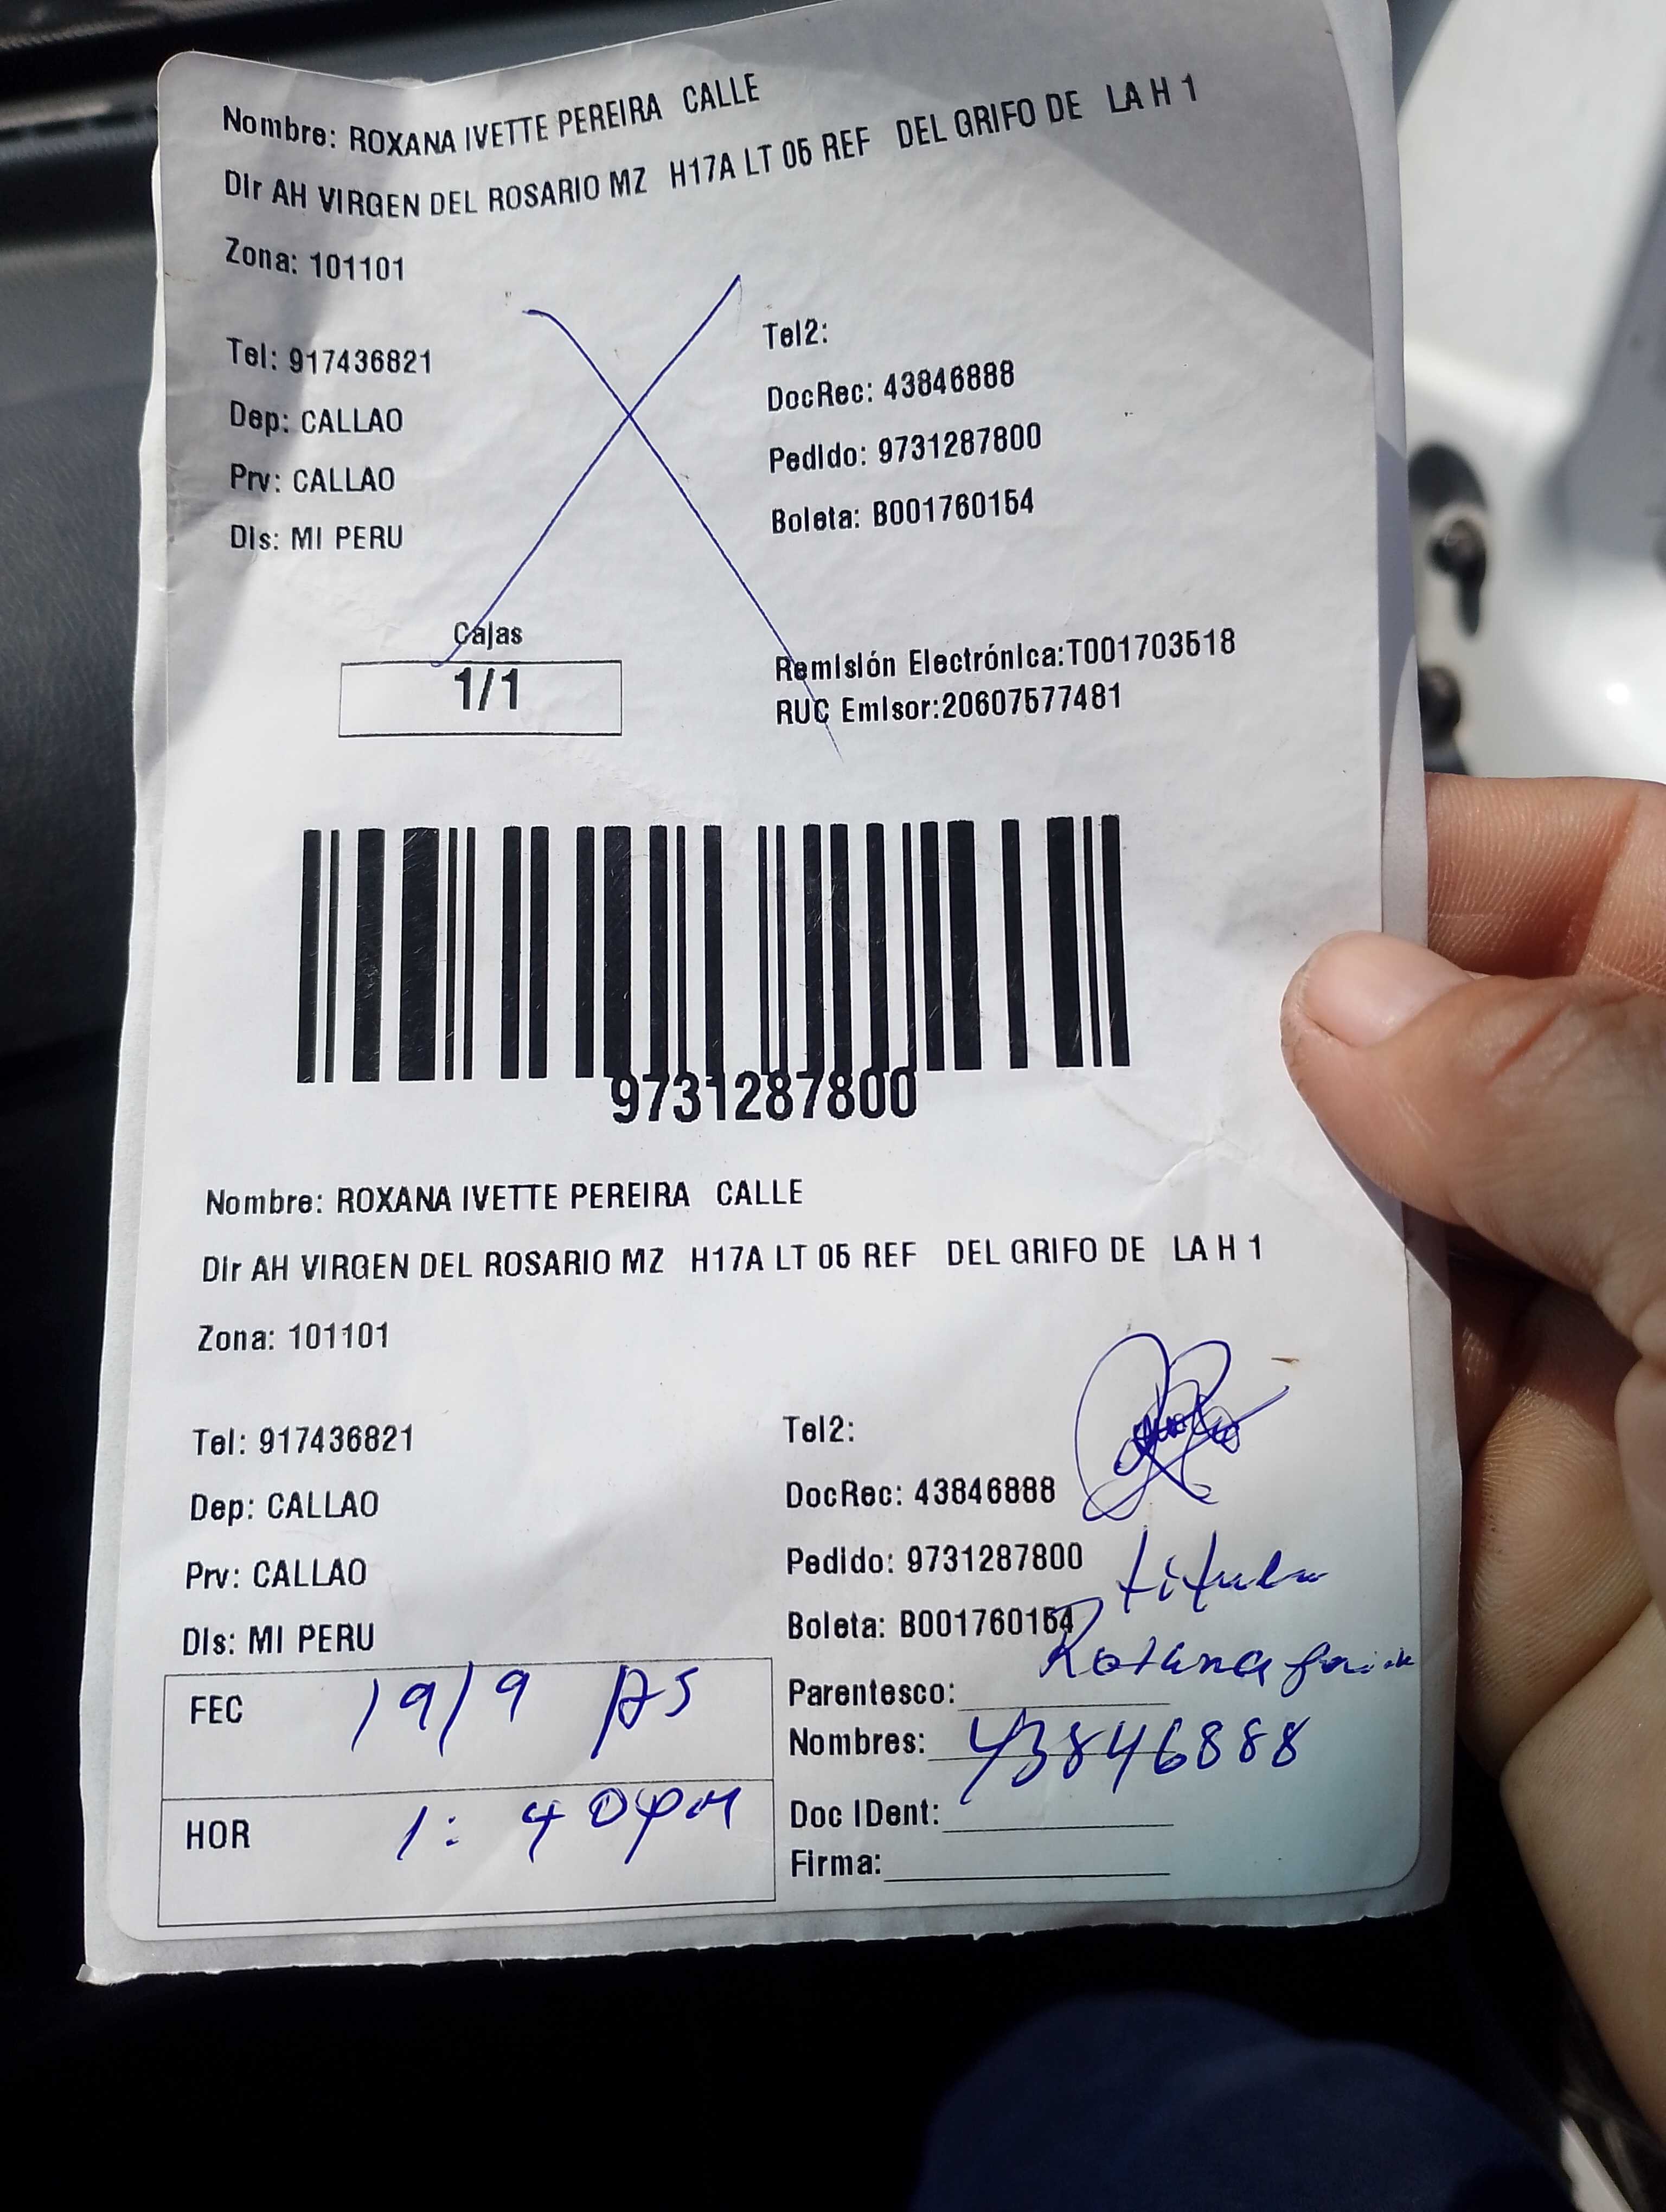 Nombre: ROXANA IVETTE PEREIRA CALLE
Dir AH VIRGEN DEL ROSARIO MZ H17A LT 05 REF DEL GRIFO DE LA H 1
Zona: 101101
Tel: 917436821
Tel2:
Dep: CALLAO
DocRec: 43846888
Prv: CALLAO
Pedido: 9731287800
Dis: MI PERU
Boleta: B001760154
Cajas
1/1
Remisión Electrónica:T001703518
RUC Emisor:20607577481
9731287800
Nombre: ROXANA IVETTE PEREIRA CALLE
Dir AH VIRGEN DEL ROSARIO MZ H17A LT 05 REF DEL GRIFO DE LA H 1
Zona: 101101
Tel: 917436821
Tel2:
Dep: CALLAO
DocRec: 43846888
Prv: CALLAO
Pedido: 9731287800
Dis: MI PERU
Boleta: B001760154
FEC 19/9
HOR 1:40pm
titular
Roxana
Parentesco:
Nombres: 43846888
Doc IDent:
Firma: